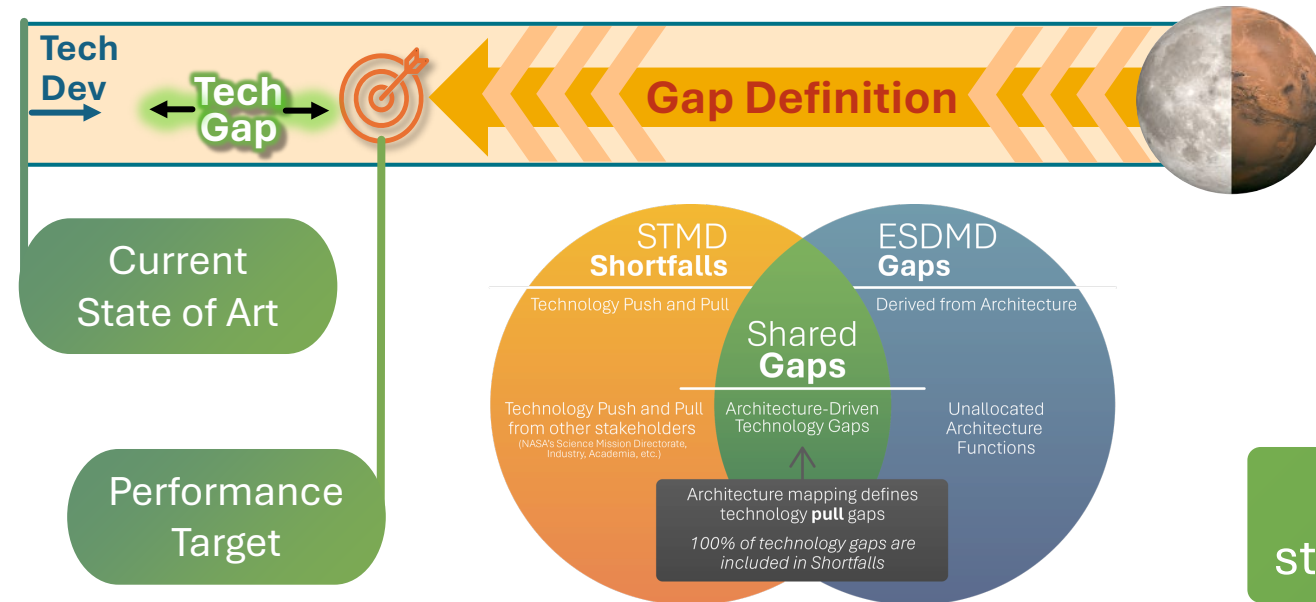 Tech
Dev
Tech
Gap
Gap Definition
Current
State of Art
Performance
Target
STMD
Shortfalls
Technology Push and Pull
Technology Push and Pull
from other stakeholders
(NASA's Science Mission Directorate,
Industry, Academia, etc.)
Shared
Gaps
Architecture-Driven
Technology Gaps
ESDMD
Gaps
Derived from Architecture
Unallocated
Architecture
Functions
Architecture mapping defines
technology pull gaps
100% of technology gaps are
included in Shortfalls